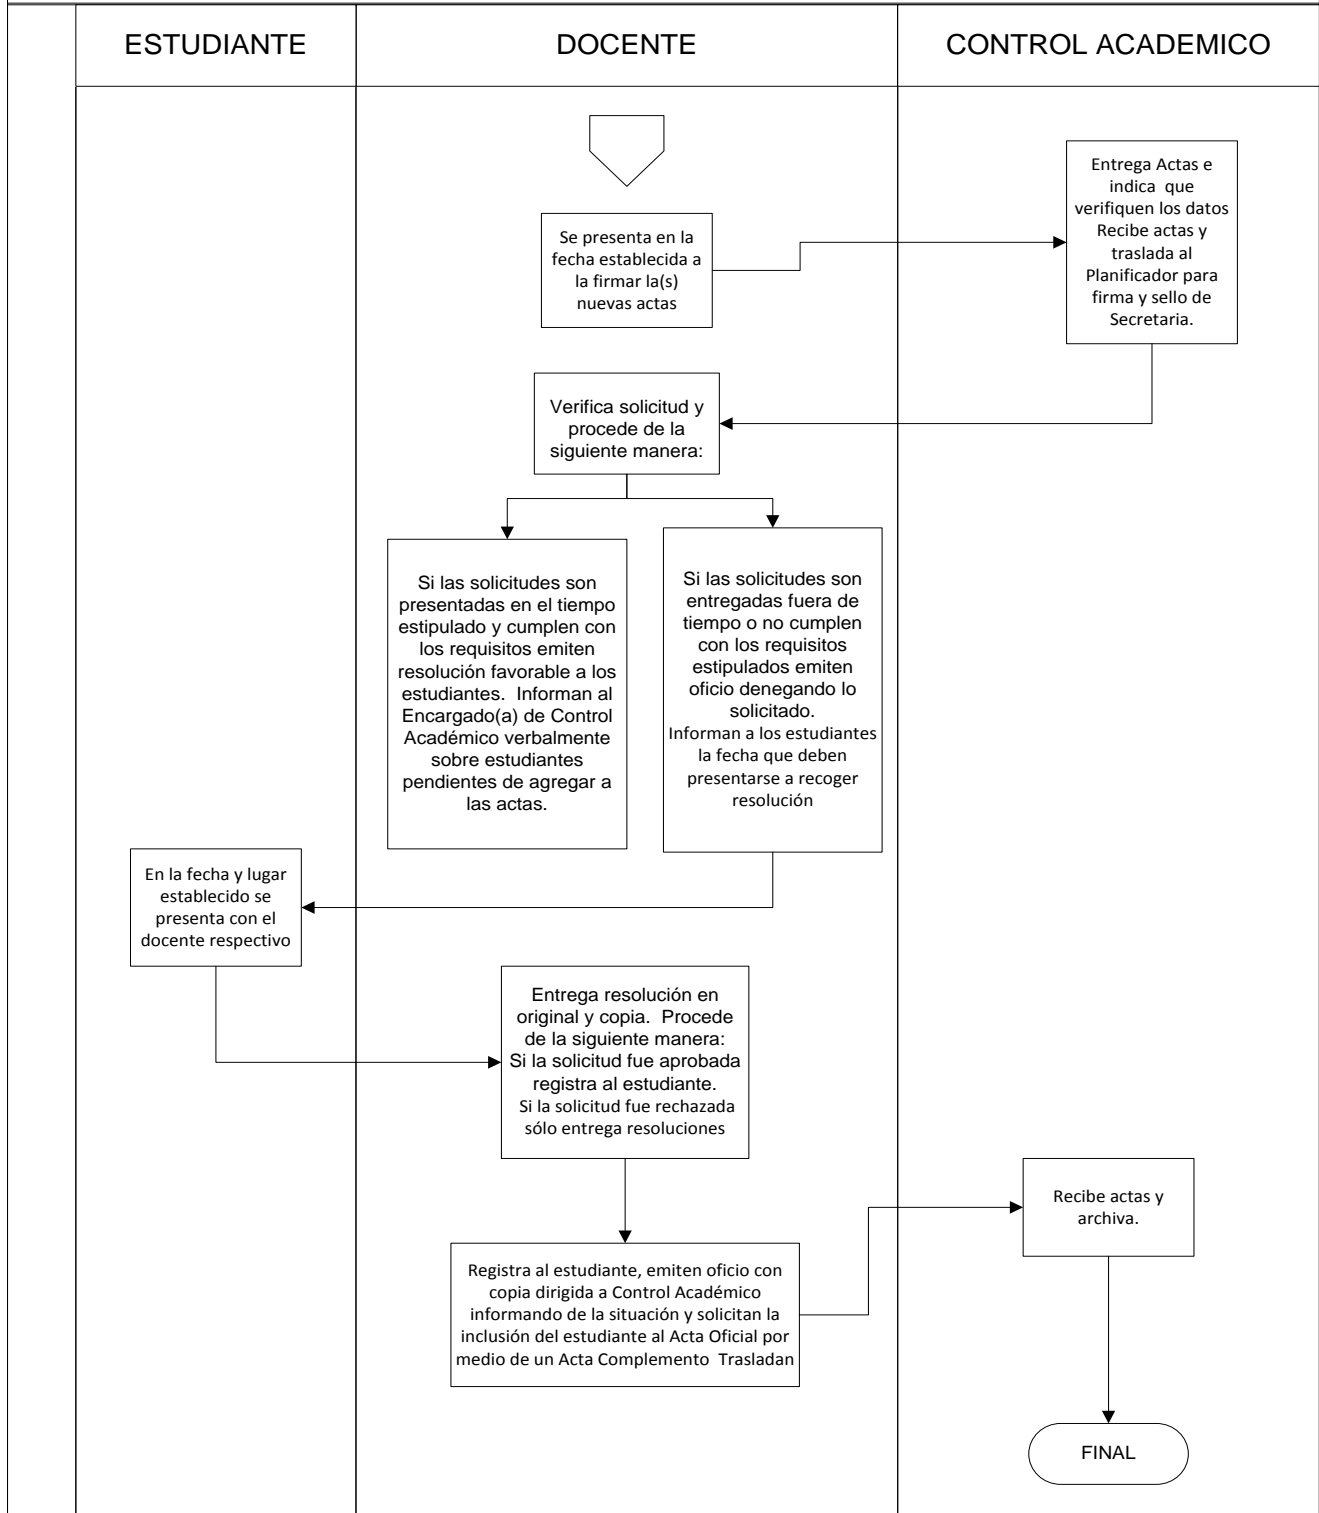 ESTUDIANTE
DOCENTE
CONTROL ACADEMICO
Entrega Actas e
indica  que
verifiquen los datos
Recibe actas y
traslada al
Planificador para
firma y sello de
Secretaria.
Se presenta en la
fecha establecida a
la firmar la(s)
nuevas actas
Verifica solicitud y
procede de la
siguiente manera:
Si las solicitudes son
presentadas en el tiempo
estipulado y cumplen con
los requisitos emiten
resolución favorable a los
estudiantes.  Informan al
Encargado(a) de Control
Académico verbalmente
sobre estudiantes
pendientes de agregar a
las actas.
Si las solicitudes son
entregadas fuera de
tiempo o no cumplen
con los requisitos
estipulados emiten
oficio denegando lo
solicitado.
Informan a los estudiantes
la fecha que deben
presentarse a recoger
resolución
En la fecha y lugar
establecido se
presenta con el
docente respectivo
Entrega resolución en
original y copia.  Procede
de la siguiente manera:
Si la solicitud fue aprobada
registra al estudiante.
Si la solicitud fue rechazada
sólo entrega resoluciones
Recibe actas y
archiva.
Registra al estudiante, emiten oficio con
copia dirigida a Control Académico
informando de la situación y solicitan la
inclusión del estudiante al Acta Oficial por
medio de un Acta Complemento  Trasladan
FINAL